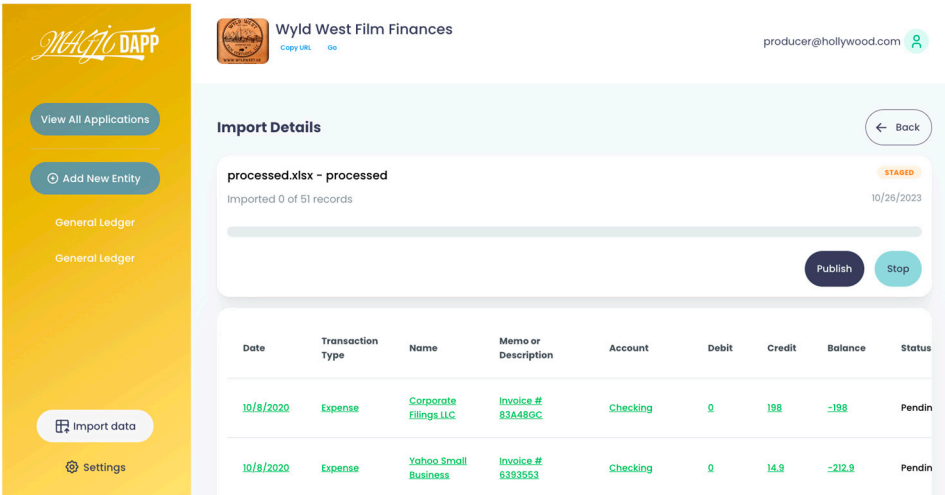 MAGIC DAPP
Wyld West Film Finances
Copy URL Go
producer@hollywood.com
View All Applications
Add New Entity
General Ledger
General Ledger
Import data
Settings
Import Details
Back
processed.xlsx - processed
STAGED
Imported 0 of 51 records
10/26/2023
Publish
Stop
Date
Transaction
Type
Name
Memo or
Description
Account
Debit
Credit
Balance
Status
10/8/2020
Expense
Corporate
Filings LLC
Invoice #
83A48GC
Checking
0
198
-198
Pendin
10/8/2020
Expense
Yahoo Small
Business
Invoice #
6393553
Checking
0
14.9
-212.9
Pendin